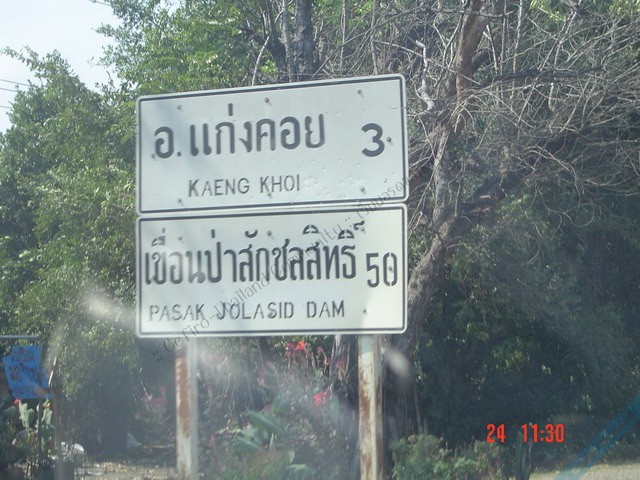 อ.แก่งคอย 3
KAENG KHOI
เขื่อนป่าสักชลสิทธิ์ 50
PASAK JOLASID DAM
24 11:30